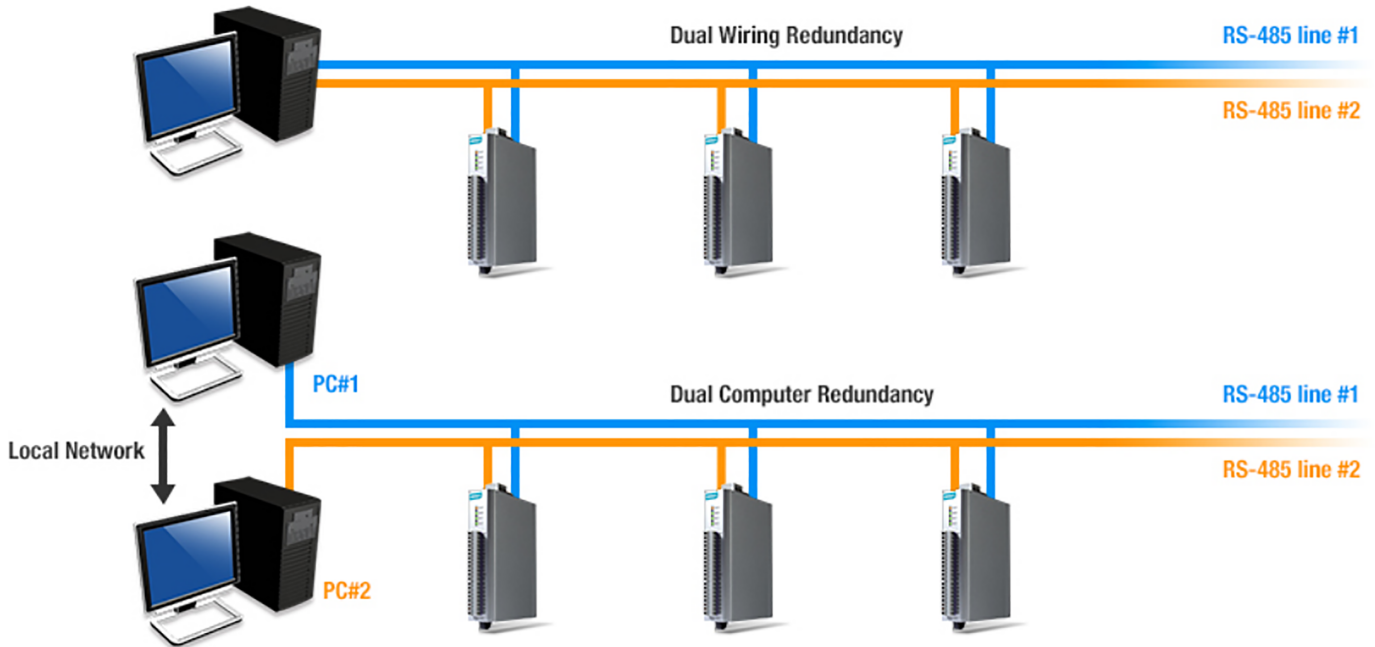 Dual Wiring Redundancy
RS-485 line #1
RS-485 line #2
PC#1
Dual Computer Redundancy
RS-485 line #1
Local Network
RS-485 line #2
PC#2